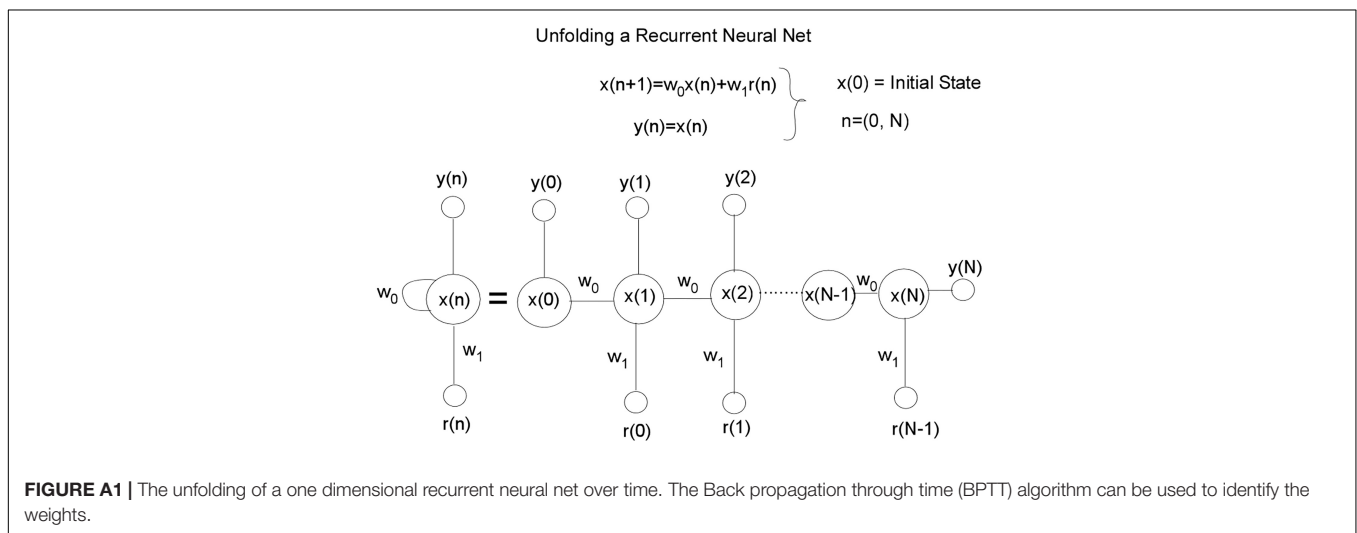 Unfolding a Recurrent Neural Net
x(n+1)=w₀x(n)+w₁r(n)
x(0) = Initial State
y(n)=x(n)
n=(0, N)
y(n) y(0) y(1) y(2)
y(N)
w₀ w₀ w₀ w₀
x(n) = x(0) x(1) x(2) x(N-1) x(N)
w₁ w₁ w₁ w₁
r(n) r(0) r(1) r(N-1)
FIGURE A1 | The unfolding of a one dimensional recurrent neural net over time. The Back propagation through time (BPTT) algorithm can be used to identify the
weights.